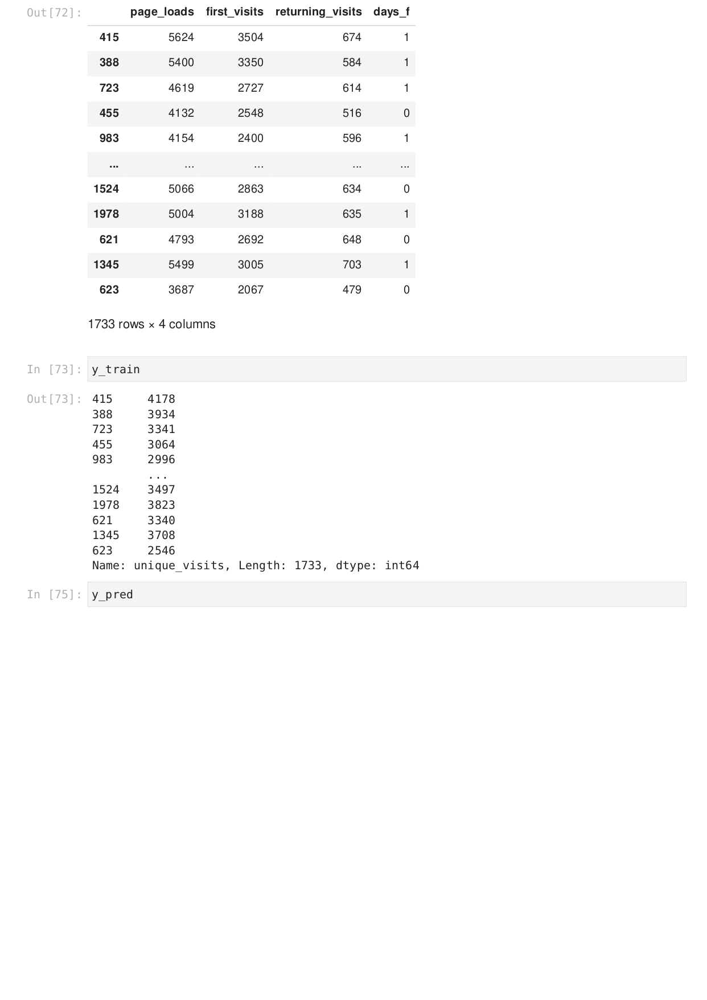 Out[72]: page_loads first_visits returning_visits days_f
415 5624 3504 674 1
388 5400 3350 584 1
723 4619 2727 614 1
455 4132 2548 516 0
983 4154 2400 596 1
... ... ... ... ...
1524 5066 2863 634 0
1978 5004 3188 635 1
621 4793 2692 648 0
1345 5499 3005 703 1
623 3687 2067 479 0
1733 rows × 4 columns
In [73]: y_train
Out[73]: 415 4178
388 3934
723 3341
455 3064
983 2996
...
1524 3497
1978 3823
621 3340
1345 3708
623 2546
Name: unique_visits, Length: 1733, dtype: int64
In [75]: y_pred